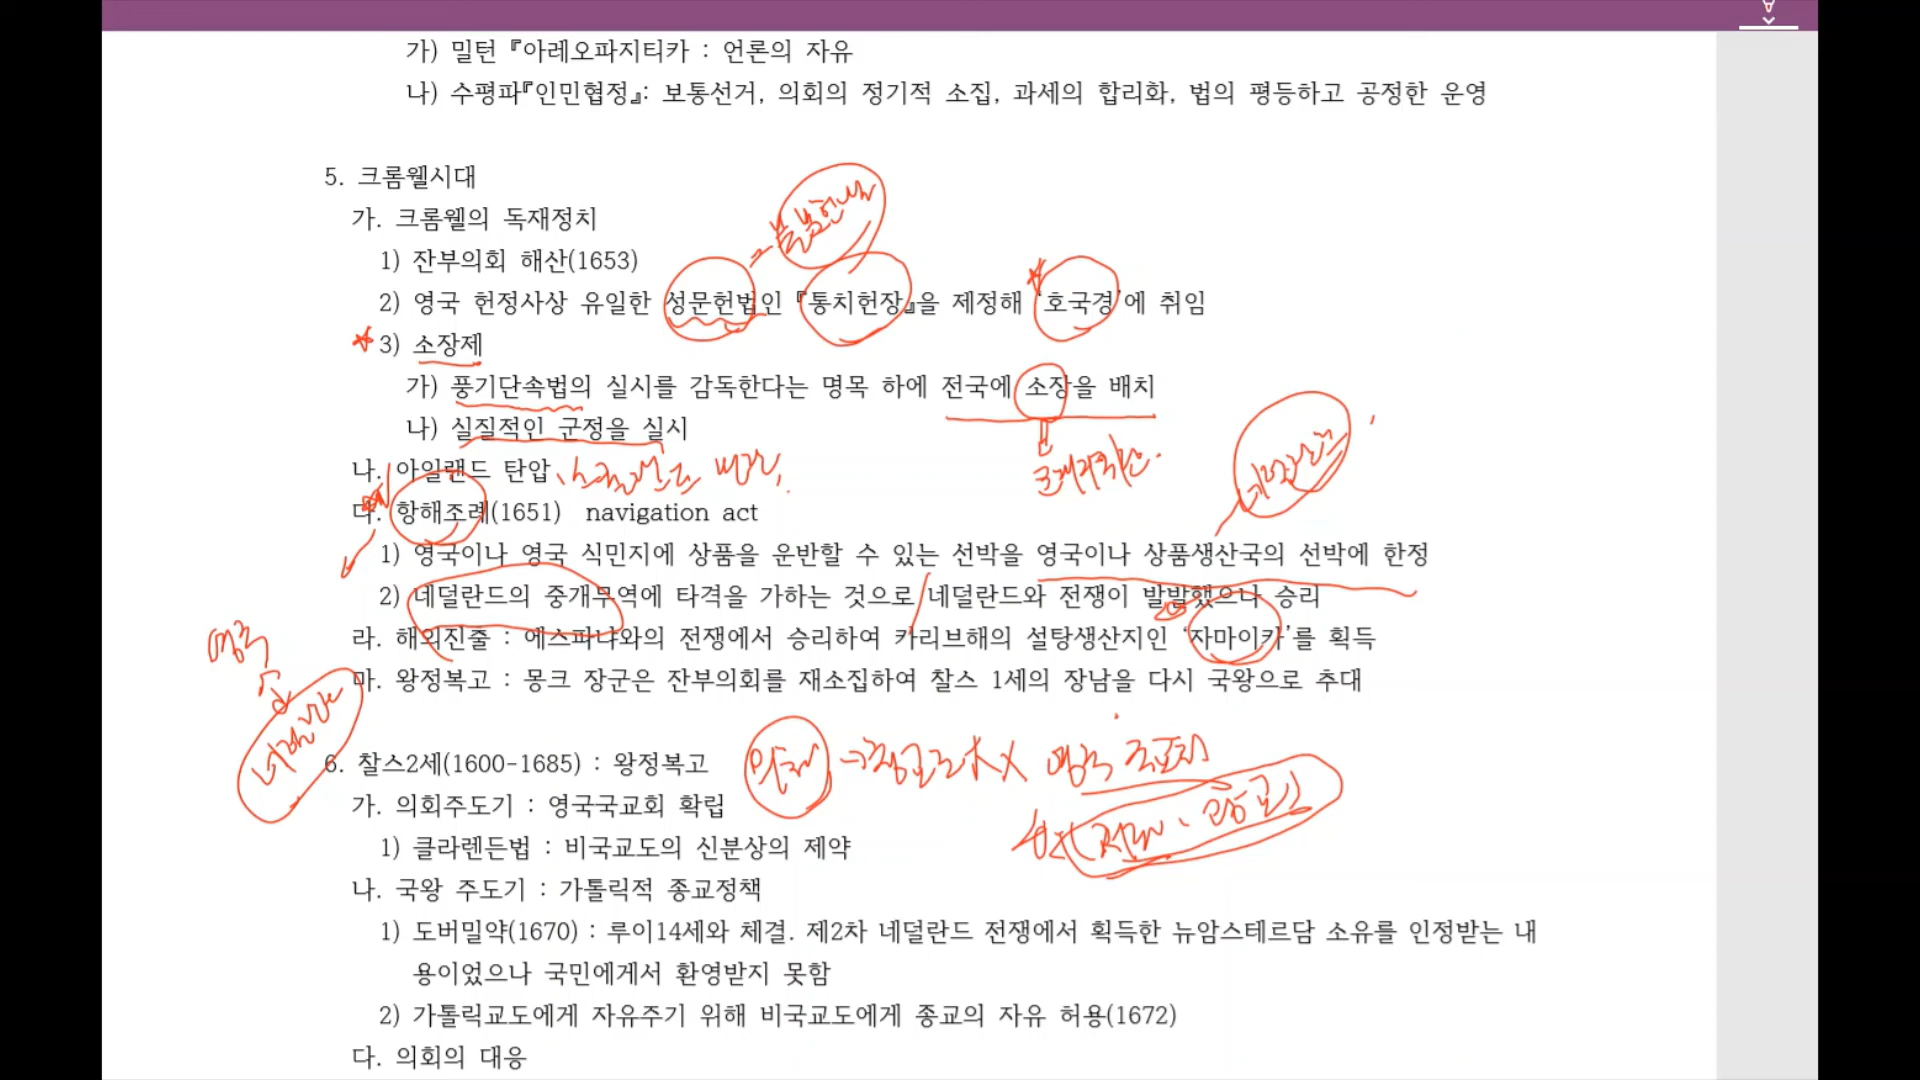 가) 밀턴 『아레오파지티카 : 언론의 자유
나) 수평파『인민협정』: 보통선거, 의회의 정기적 소집, 과세의 합리화, 법의 평등하고 공정한 운영
5. 크롬웰시대
가. 크롬웰의 독재정치
1) 잔부의회 해산(1653)
2) 영국 헌정사상 유일한 성문헌법인 『통치헌장』을 제정해 '호국경'에 취임
3) 소장제
가) 풍기단속법의 실시를 감독한다는 명목 하에 전국에 소장을 배치
나) 실질적인 군정을 실시
나. 아일랜드 탄압
다. 항해조례(1651) navigation act
1) 영국이나 영국 식민지에 상품을 운반할 수 있는 선박을 영국이나 상품생산국의 선박에 한정
네덜란드
2) 네덜란드의 중개무역에 타격을 가하는 것으로 네덜란드와 전쟁이 발발했으나 승리
라. 해외진출 : 에스파냐와의 전쟁에서 승리하여 카리브해의 설탕생산지인 '자마이카'를 획득
영국
마. 왕정복고 : 몽크 장군은 잔부의회를 재소집하여 찰스 1세의 장남을 다시 국왕으로 추대
네덜란드
6. 찰스2세(1600-1685) : 왕정복고
가. 의회주도기 : 영국국교회 확립
1) 클라렌든법 : 비국교도의 신분상의 제약
나. 국왕 주도기 : 가톨릭적 종교정책
1) 도버밀약(1670) : 루이14세와 체결. 제2차 네덜란드 전쟁에서 획득한 뉴암스테르담 소유를 인정받는 내
용이었으나 국민에게서 환영받지 못함
2) 가톨릭교도에게 자유주기 위해 비국교도에게 종교의 자유 허용(1672)
다. 의회의 대응